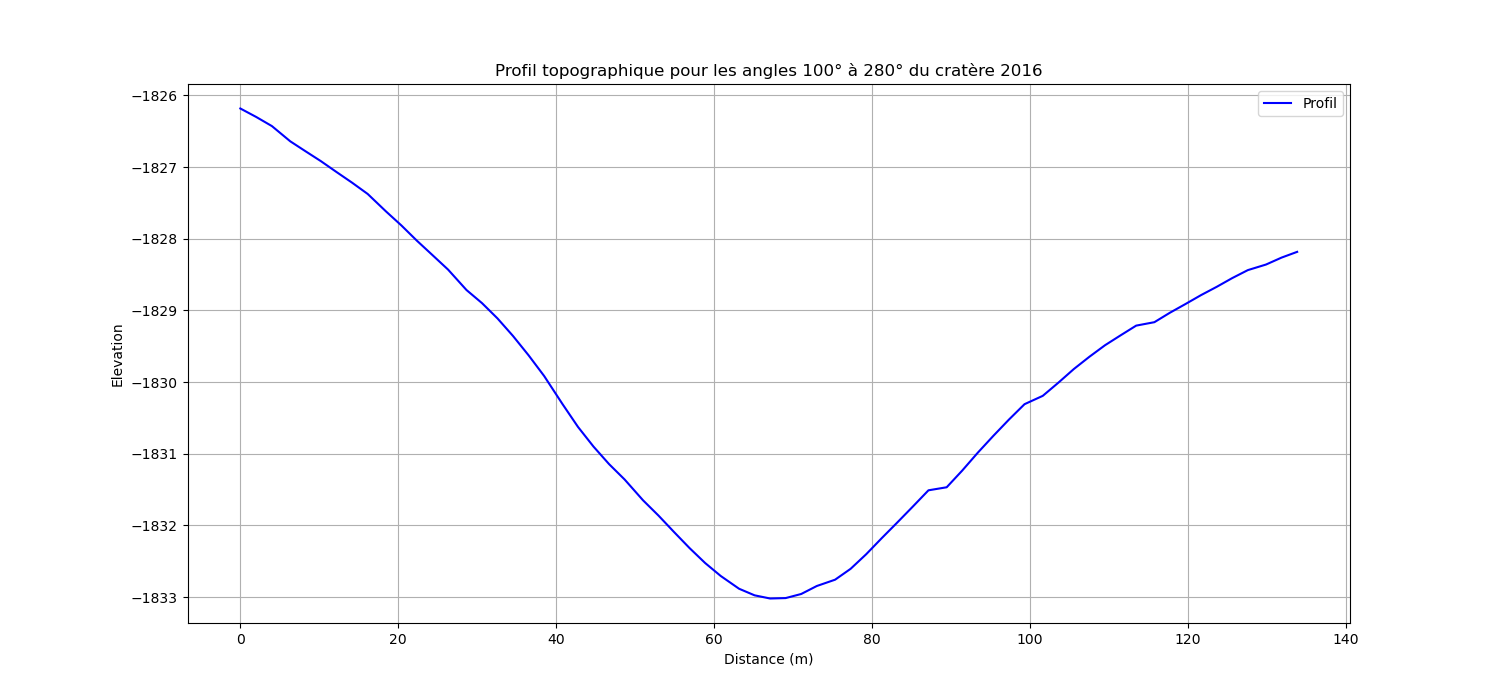 Profil topographique pour les angles 100° à 280° du cratère 2016
Profil
−1826
−1827
−1828
−1829
−1830
−1831
−1832
−1833
Elevation
0 20 40 60 80 100 120 140
Distance (m)